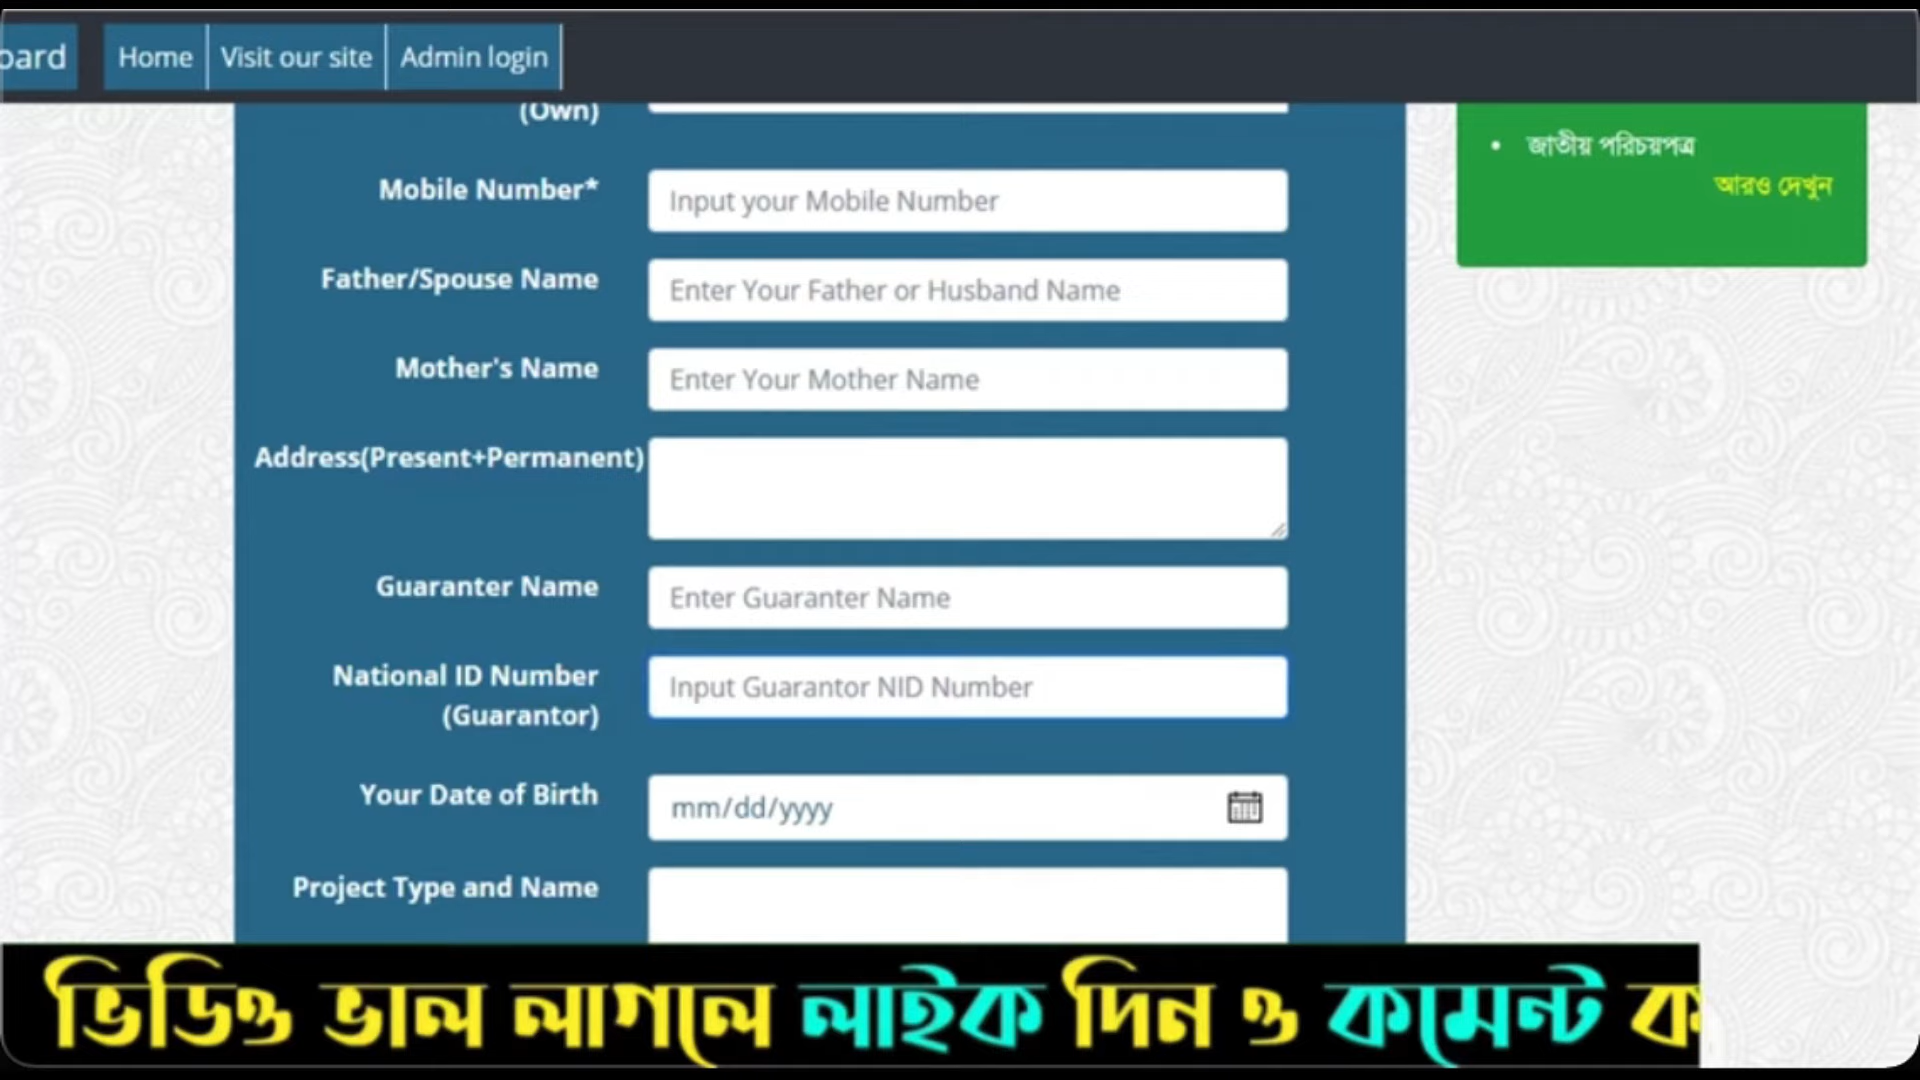 oard Home Visit our site Admin login
(Own)
Mobile Number* Input your Mobile Number
Father/Spouse Name Enter Your Father or Husband Name
Mother's Name Enter Your Mother Name
Address(Present+Permanent)
Guaranter Name Enter Guaranter Name
National ID Number Input Guarantor NID Number
(Guarantor)
Your Date of Birth mm/dd/yyyy
Project Type and Name
• জাতীয় পরিচয়পত্র
আরও দেখুন
ভিডিও ভাল লাগলে লাইক দিন ও কমেন্ট ক